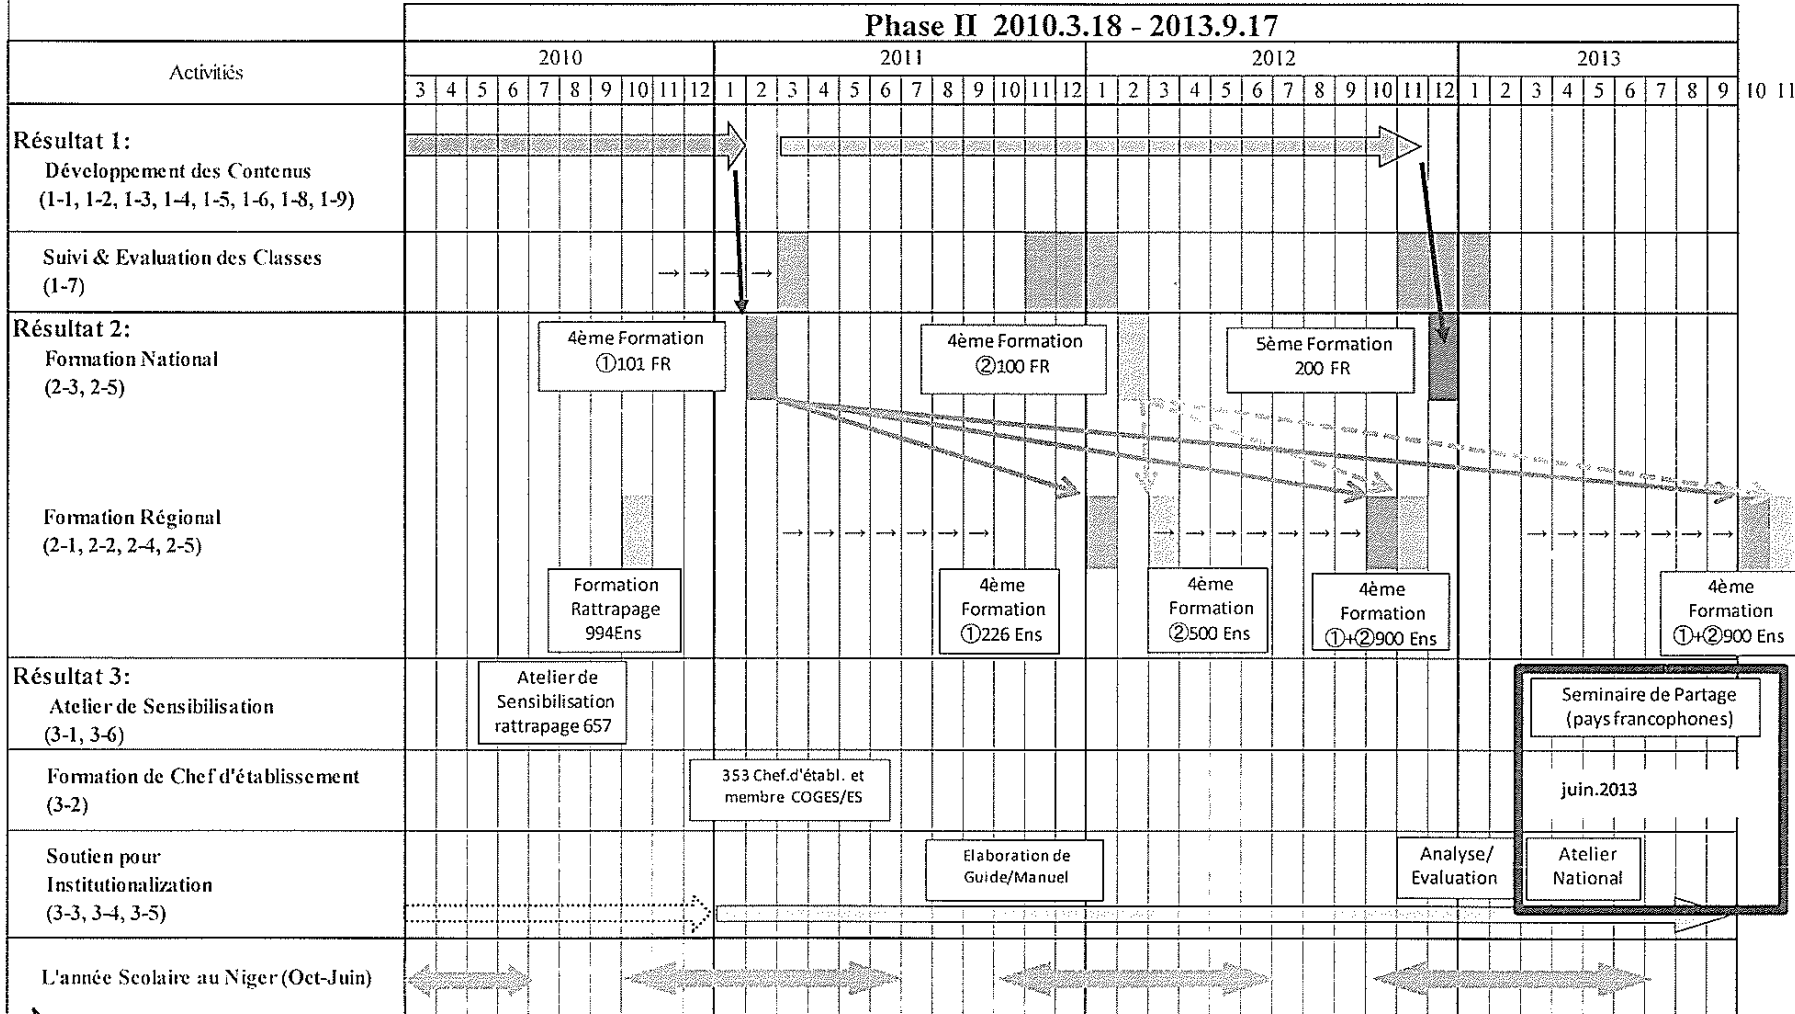 Phase II 2010.3.18 - 2013.9.17
Activitiés
2010
2011
2012
2013
3 4 5 6 7 8 9 10 11 12 1 2 3 4 5 6 7 8 9 10 11 12 1 2 3 4 5 6 7 8 9 10 11 12 1 2 3 4 5 6 7 8 9 10 11
Résultat 1:
Développement des Contenus
(1-1, 1-2, 1-3, 1-4, 1-5, 1-6, 1-8, 1-9)
Suivi & Evaluation des Classes
(1-7)
Résultat 2:
Formation National
(2-3, 2-5)
4ème Formation
①101 FR
4ème Formation
②100 FR
5ème Formation
200 FR
Formation Régional
(2-1, 2-2, 2-4, 2-5)
Formation
Rattrapage
994Ens
4ème
Formation
①226 Ens
4ème
Formation
②500 Ens
4ème
Formation
①+②900 Ens
4ème
Formation
①+②900 Ens
Résultat 3:
Atelier de Sensibilisation
(3-1, 3-6)
Atelier de
Sensibilisation
rattrapage 657
Seminaire de Partage
(pays francophones)
Formation de Chef d'établissement
(3-2)
353 Chef.d'établ. et
membre COGES/ES
juin.2013
Soutien pour
Institutionalization
(3-3, 3-4, 3-5)
Elaboration de
Guide/Manuel
Analyse/
Evaluation
Atelier
National
L'année Scolaire au Niger (Oct-Juin)